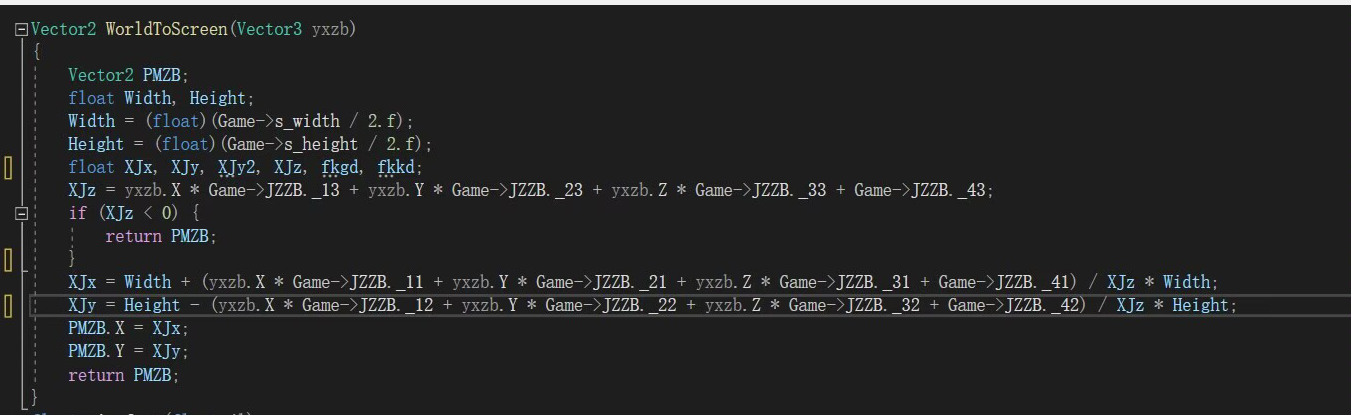 Vector2 WorldToScreen(Vector3 yxzb)
{
Vector2 PMZB;
float Width, Height;
Width = (float)(Game->s_width / 2.f);
Height = (float)(Game->s_height / 2.f);
float XJx, XJy, XJy2, XJz, fkgd, fkkd;
XJz = yxzb.X * Game->JZZB._13 + yxzb.Y * Game->JZZB._23 + yxzb.Z * Game->JZZB._33 + Game->JZZB._43;
if (XJz < 0) {
return PMZB;
}
XJx = Width + (yxzb.X * Game->JZZB._11 + yxzb.Y * Game->JZZB._21 + yxzb.Z * Game->JZZB._31 + Game->JZZB._41) / XJz * Width;
XJy = Height - (yxzb.X * Game->JZZB._12 + yxzb.Y * Game->JZZB._22 + yxzb.Z * Game->JZZB._32 + Game->JZZB._42) / XJz * Height;
PMZB.X = XJx;
PMZB.Y = XJy;
return PMZB;
}